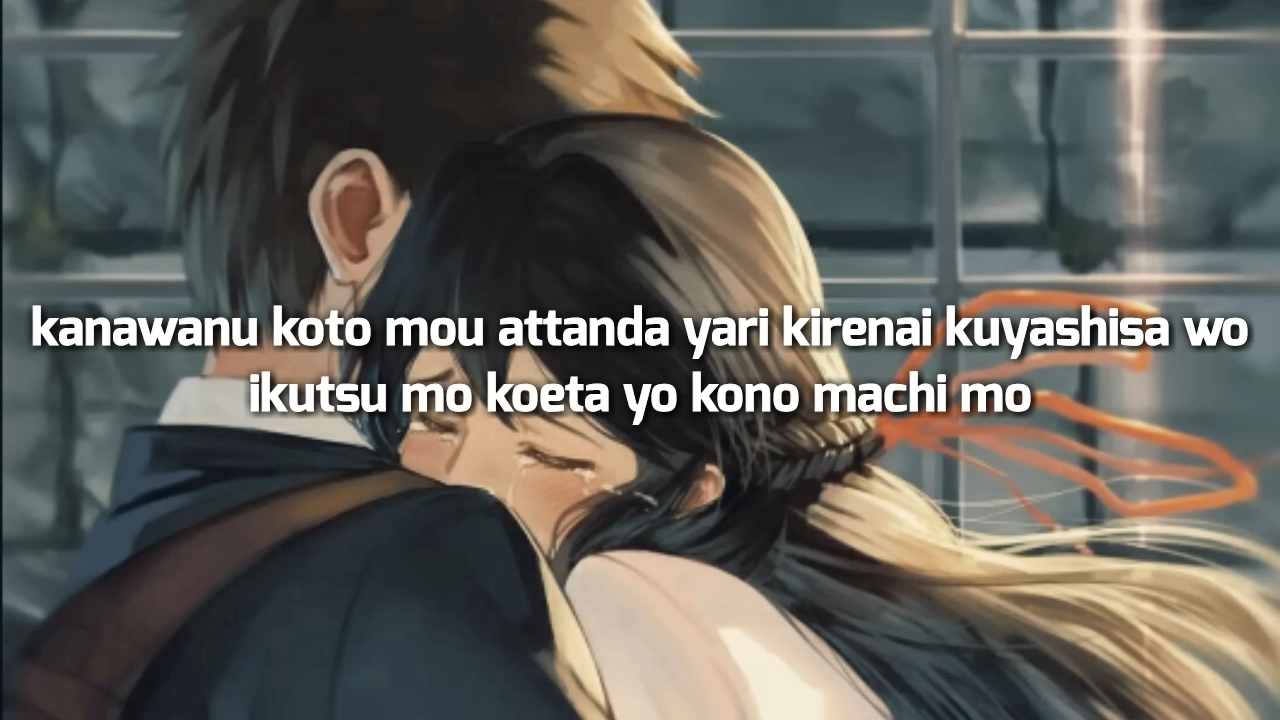 kanawanu koto mou attanda yari kirenai kuyashisa wo
ikutsu mo koeta yo kono machi mo